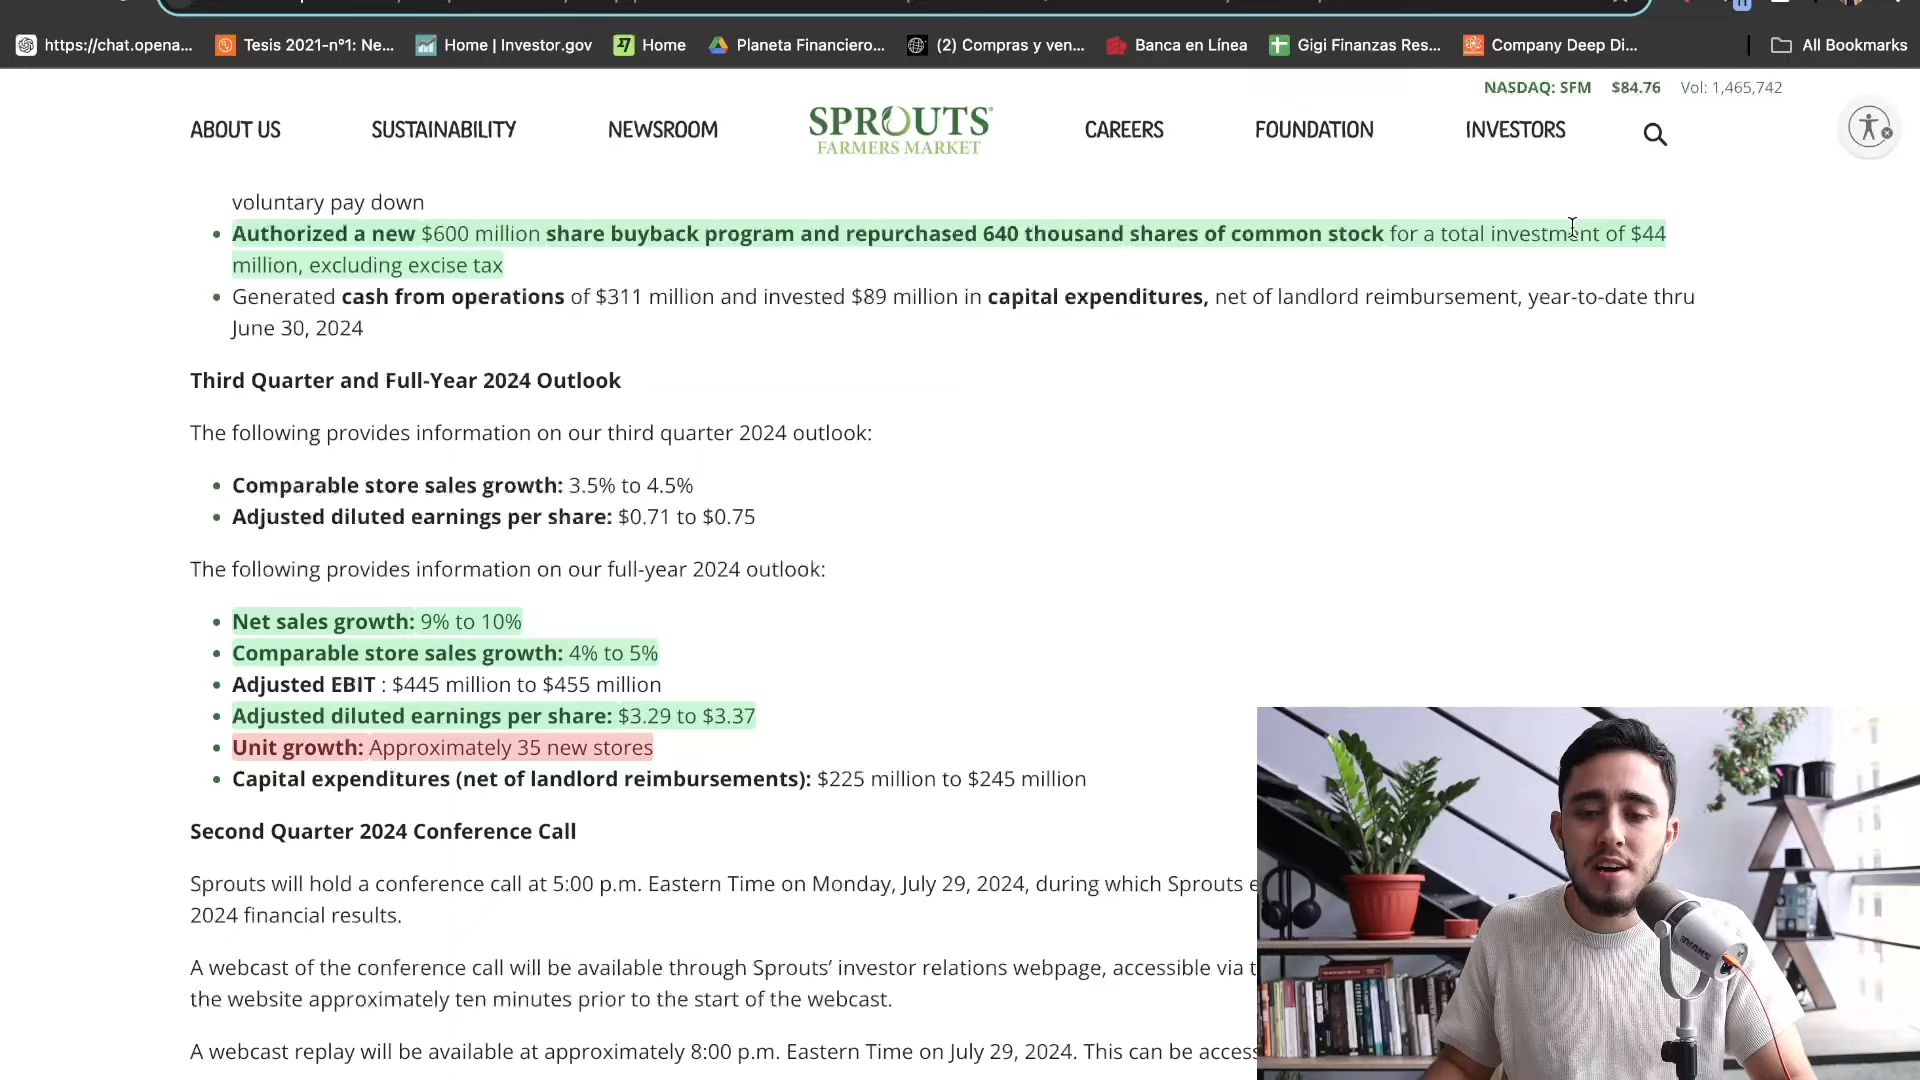 https://chat.opena...
Tesis 2021-n°1: Ne...
Home | Investor.gov
Home
Planeta Financiero...
(2) Compras y ven...
Banca en Línea
Gigi Finanzas Res...
Company Deep Di...
All Bookmarks
NASDAQ: SFM $84.76 Vol: 1,465,742
ABOUT US
SUSTAINABILITY
NEWSROOM
SPROUTS
FARMERS MARKET
CAREERS
FOUNDATION
INVESTORS
voluntary pay down
Authorized a new $600 million share buyback program and repurchased 640 thousand shares of common stock for a total investment of $44
million, excluding excise tax
Generated cash from operations of $311 million and invested $89 million in capital expenditures, net of landlord reimbursement, year-to-date thru
June 30, 2024
Third Quarter and Full-Year 2024 Outlook
The following provides information on our third quarter 2024 outlook:
Comparable store sales growth: 3.5% to 4.5%
Adjusted diluted earnings per share: $0.71 to $0.75
The following provides information on our full-year 2024 outlook:
Net sales growth: 9% to 10%
Comparable store sales growth: 4% to 5%
Adjusted EBIT : $445 million to $455 million
Adjusted diluted earnings per share: $3.29 to $3.37
Unit growth: Approximately 35 new stores
Capital expenditures (net of landlord reimbursements): $225 million to $245 million
Second Quarter 2024 Conference Call
Sprouts will hold a conference call at 5:00 p.m. Eastern Time on Monday, July 29, 2024, during which Sprouts e
2024 financial results.
A webcast of the conference call will be available through Sprouts' investor relations webpage, accessible via t
the website approximately ten minutes prior to the start of the webcast.
A webcast replay will be available at approximately 8:00 p.m. Eastern Time on July 29, 2024. This can be access
SHURE